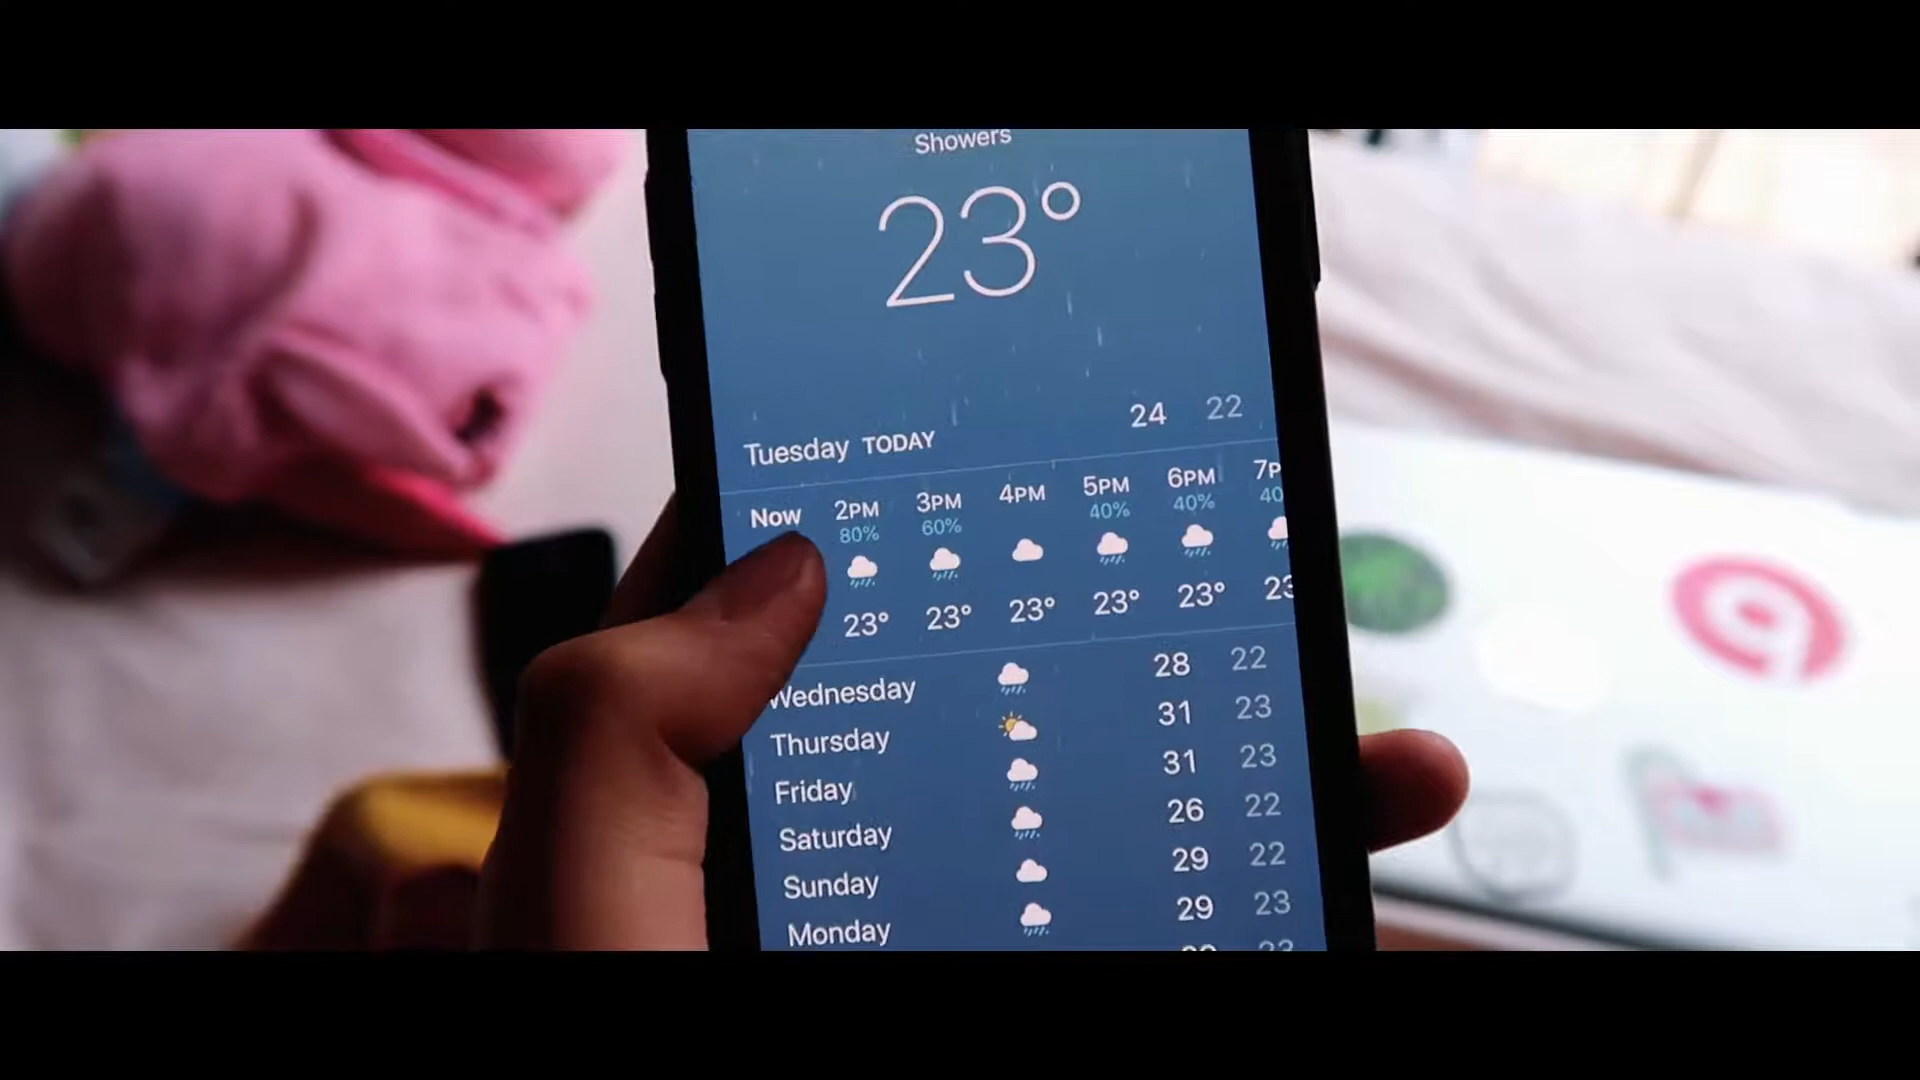 Showers
23°
Tuesday TODAY 24 22
Now 2PM 3PM 4PM 5PM 6PM
80% 60% 40% 40% 40
23° 23° 23° 23° 23° 23
Wednesday 28 22
Thursday 31 23
Friday 31 23
Saturday 26 22
Sunday 29 22
Monday 29 23